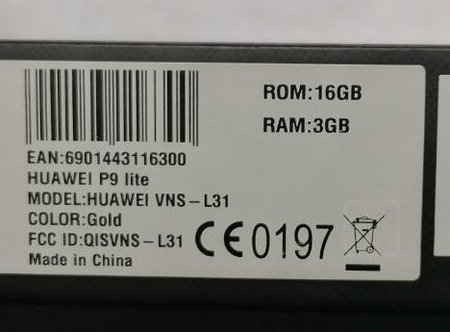 ROM:16GB
RAM:3GB
EAN:6901443116300
HUAWEI P9 lite
MODEL:HUAWEI VNS-L31
COLOR:Gold
FCC ID:QISVNS-L31
CE0197
Made in China